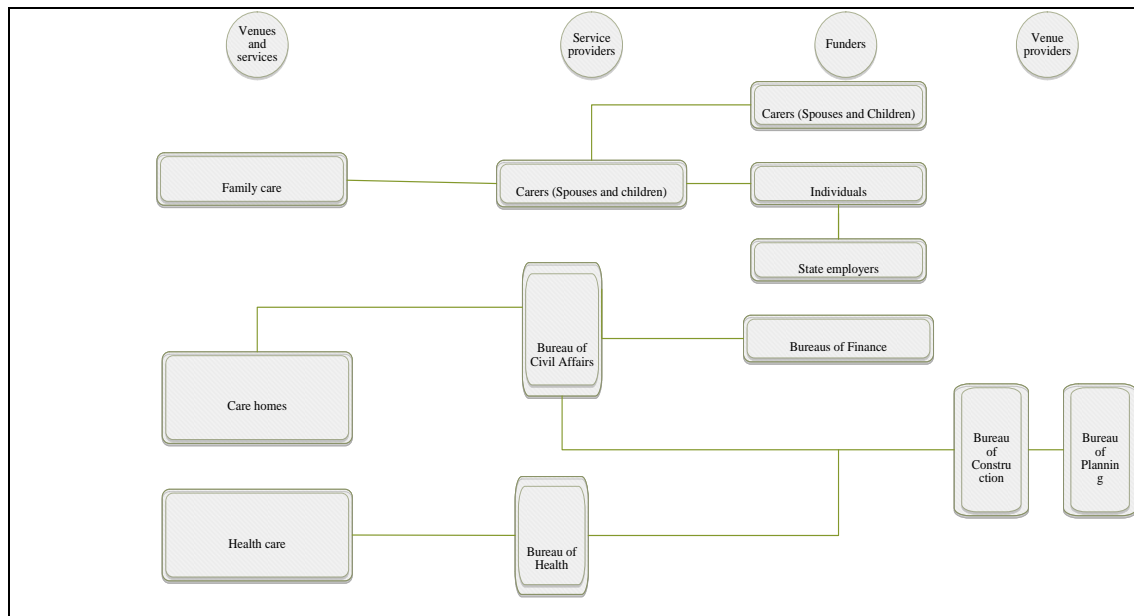 Venues
and
services
Service
providers
Funders
Venue
providers
Carers (Spouses and Children)
Family care
Carers (Spouses and children)
Individuals
State employers
Bureau of
Civil Affairs
Bureaus of Finance
Care homes
Bureau
of
Constru
ction
Bureau
of
Plannin
g
Health care
Bureau of
Health